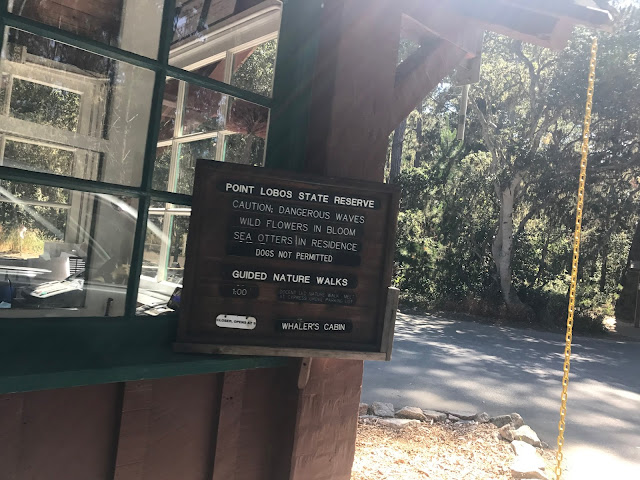 POINT LOBOS STATE RESERVE
CAUTION; DANGEROUS WAVES
WILD FLOWERS IN BLOOM
SEA OTTERS IN RESIDENCE
DOGS NOT PERMITTED
GUIDED NATURE WALKS
WHALER'S CABIN